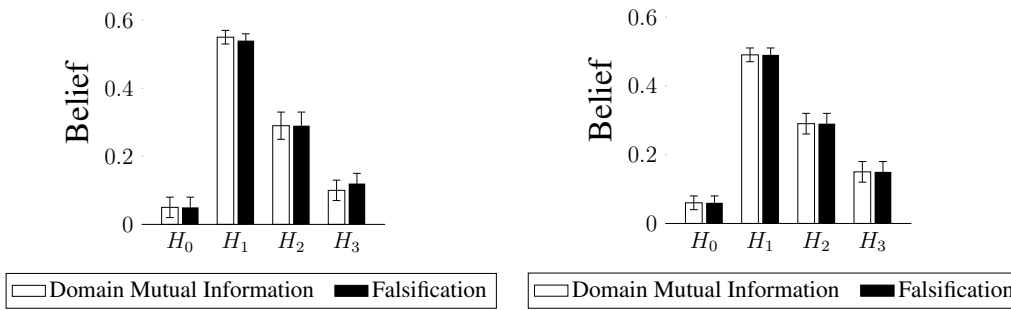 0.6
0.4
0.2
0
Belief
H₀ H₁ H₂ H₃
Domain Mutual Information Falsification
0.6
0.4
0.2
0
Belief
H₀ H₁ H₂ H₃
Domain Mutual Information Falsification